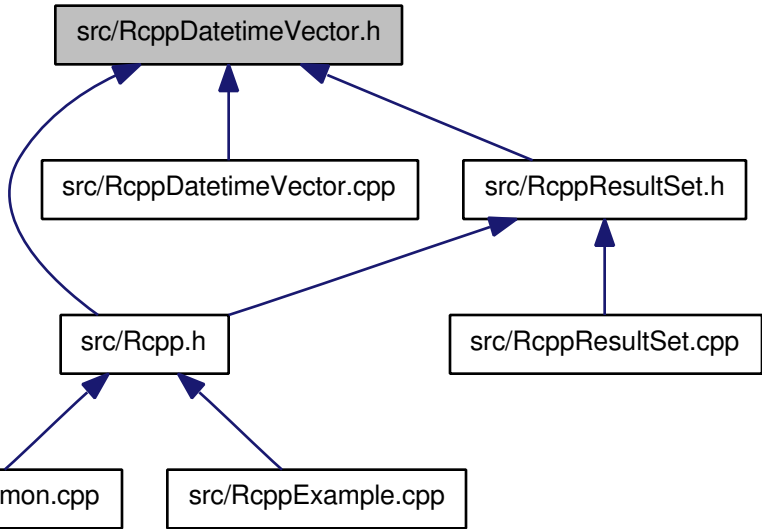 src/RcppDatetimeVector.h
src/RcppDatetimeVector.cpp
src/RcppResultSet.h
src/Rcpp.h
src/RcppResultSet.cpp
mon.cpp
src/RcppExample.cpp